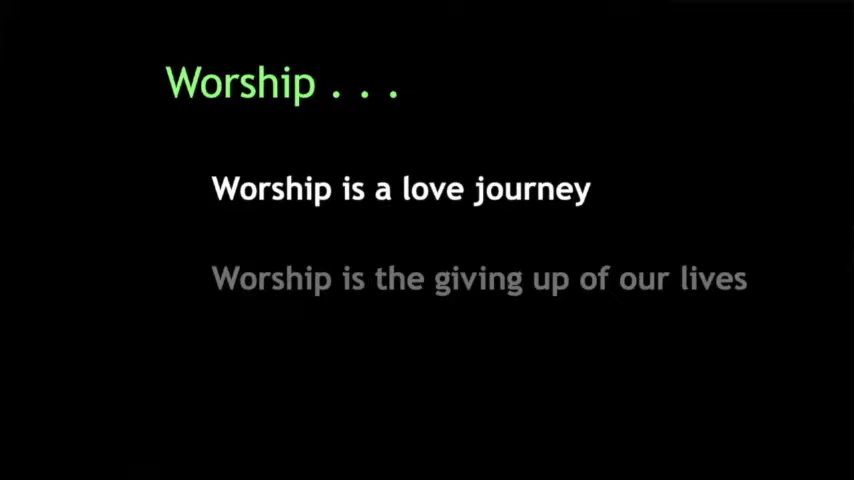 Worship . . .
Worship is a love journey
Worship is the giving up of our lives